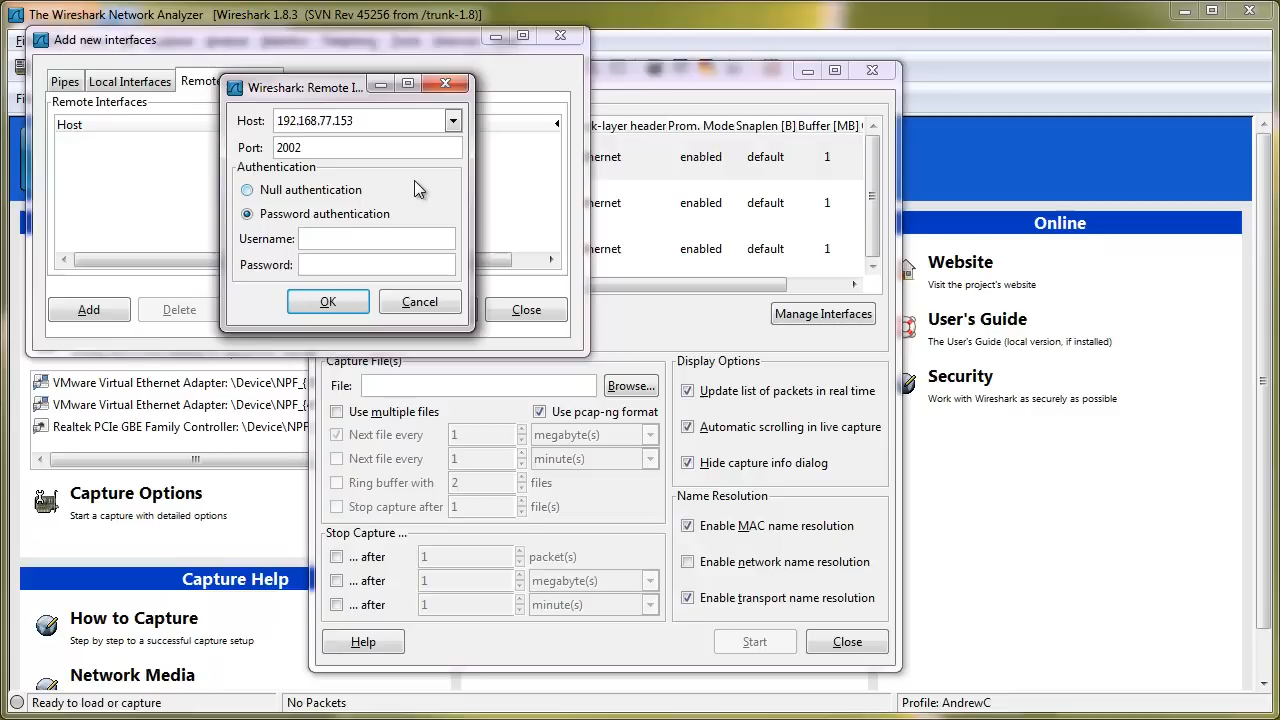 The Wireshark Network Analyzer [Wireshark 1.8.3 (SVN Rev 45256 from /trunk-1.8)]
Add new interfaces
Pipes
Local Interfaces
Remote Interfaces
Host
Add
Delete
Close
Wireshark: Remote I...
Host: 192.168.77.153
Port: 2002
Authentication
Null authentication
Password authentication
Username:
Password:
OK
Cancel
k-layer header Prom. Mode Snaplen [B] Buffer [MB]
enabled default 1
enabled default 1
enabled default 1
Manage Interfaces
Capture File(s)
File:
Browse...
Use multiple files
Use pcap-ng format
Next file every 1 megabyte(s)
Next file every 1 minute(s)
Ring buffer with 2 files
Stop capture after 1 file(s)
Stop Capture ...
... after 1 packet(s)
... after 1 megabyte(s)
... after 1 minute(s)
Display Options
Update list of packets in real time
Automatic scrolling in live capture
Hide capture info dialog
Name Resolution
Enable MAC name resolution
Enable network name resolution
Enable transport name resolution
Help
Start
Close
VMware Virtual Ethernet Adapter: \Device\NPF_{
VMware Virtual Ethernet Adapter: \Device\NPF_{
Realtek PCIe GBE Family Controller: \Device\NPF_{
Capture Options
Start a capture with detailed options
Capture Help
How to Capture
Step by step to a successful capture setup
Network Media
Online
Website
Visit the project's website
User's Guide
The User's Guide (local version, if installed)
Security
Work with Wireshark as securely as possible
Ready to load or capture
No Packets
Profile: AndrewC